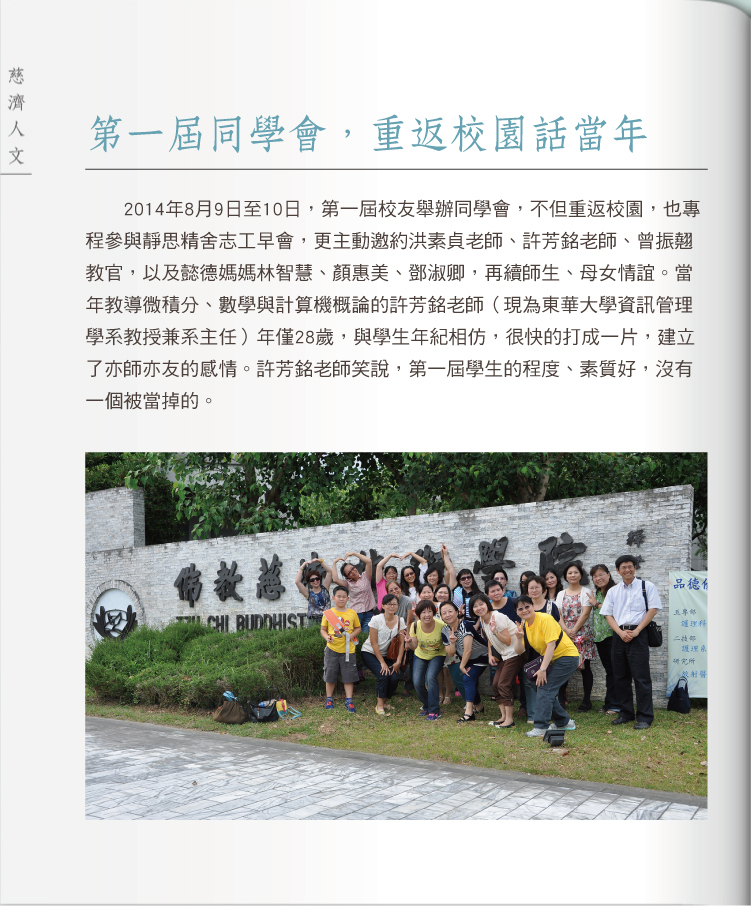 慈濟人文
第一屆同學會，重返校園話當年
2014年8月9日至10日，第一屆校友舉辦同學會，不但重返校園，也專
程參與靜思精舍志工早會，更主動邀約洪素貞老師、許芳銘老師、曾振翹
教官，以及懿德媽媽林智慧、顏惠美、鄧淑卿，再續師生、母女情誼。當
年教導微積分、數學與計算機概論的許芳銘老師（現為東華大學資訊管理
學系教授兼系主任）年僅28歲，與學生年紀相仿，很快的打成一片，建立
了亦師亦友的感情。許芳銘老師笑說，第一屆學生的程度、素質好，沒有
一個被當掉的。
佛教慈 學院
TZU CHI BUDDHIST
品德
五專部
護理科
二技部
護理系
研究所
放射醫